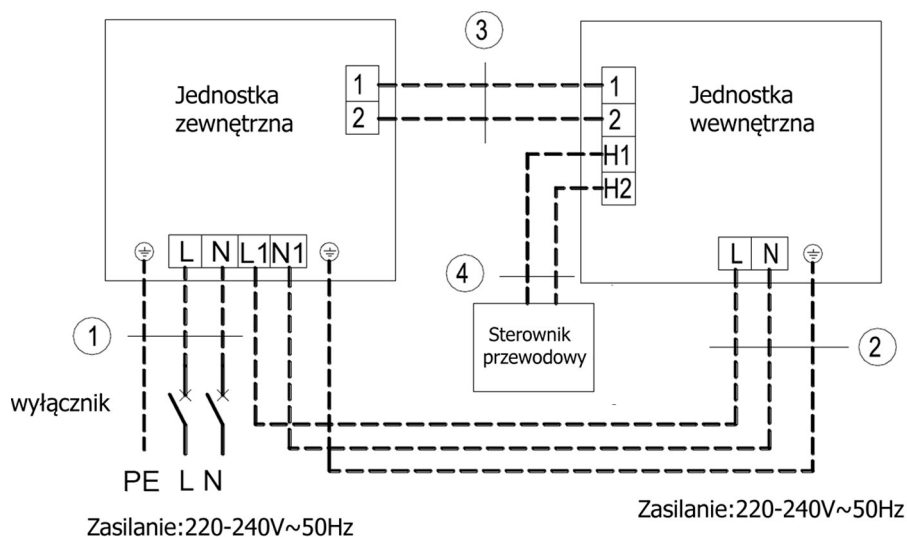 3
Jednostka
zewnętrzna
1
2
1
2
H1
H2
Jednostka
wewnętrzna
L N L1 N1
L N
4
1
Sterownik
przewodowy
2
wyłącznik
PE L N
Zasilanie:220-240V~50Hz
Zasilanie:220-240V~50Hz